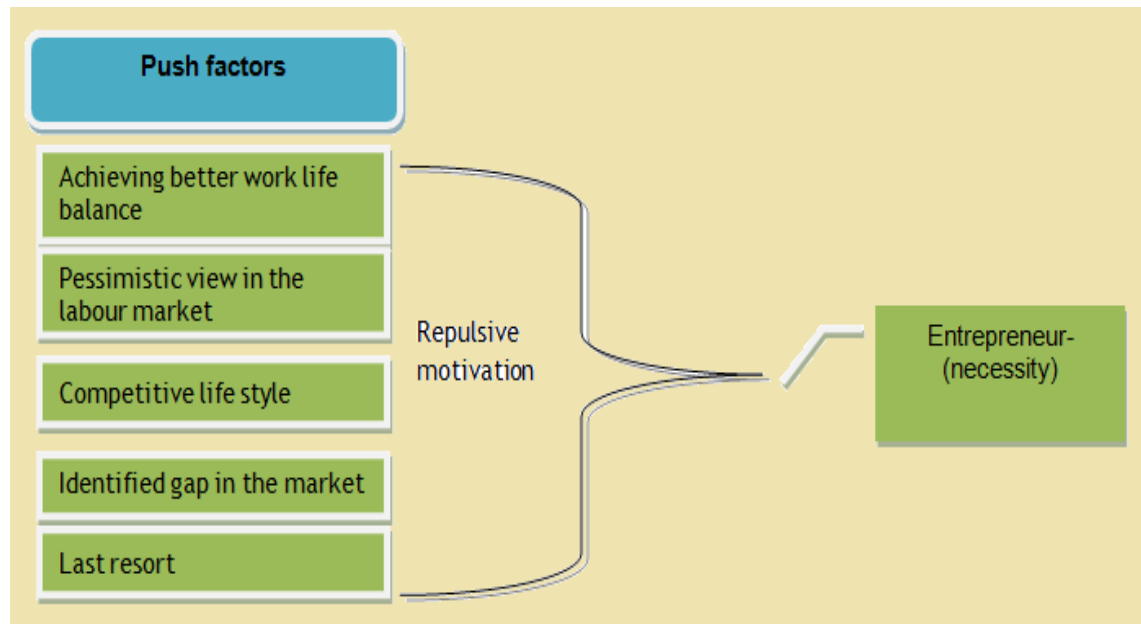 Push factors
Achieving better work life
balance
Pessimistic view in the
labour market
Competitive life style
Identified gap in the market
Last resort
Repulsive
motivation
Entrepreneur-
(necessity)